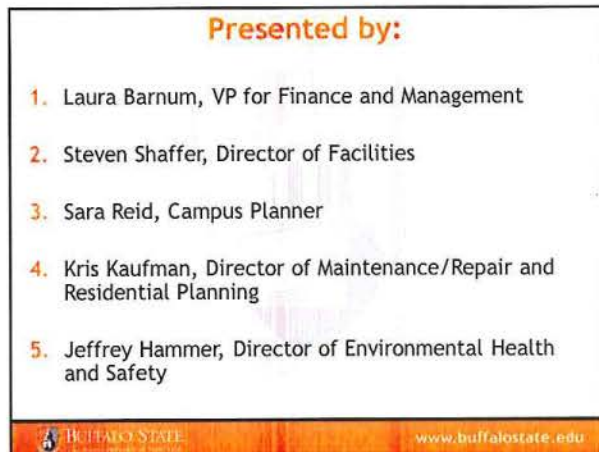 Presented by:
1. Laura Barnum, VP for Finance and Management
2. Steven Shaffer, Director of Facilities
3. Sara Reid, Campus Planner
4. Kris Kaufman, Director of Maintenance/Repair and
Residential Planning
5. Jeffrey Hammer, Director of Environmental Health
and Safety
BUFFALO STATE
www.buffalostate.edu